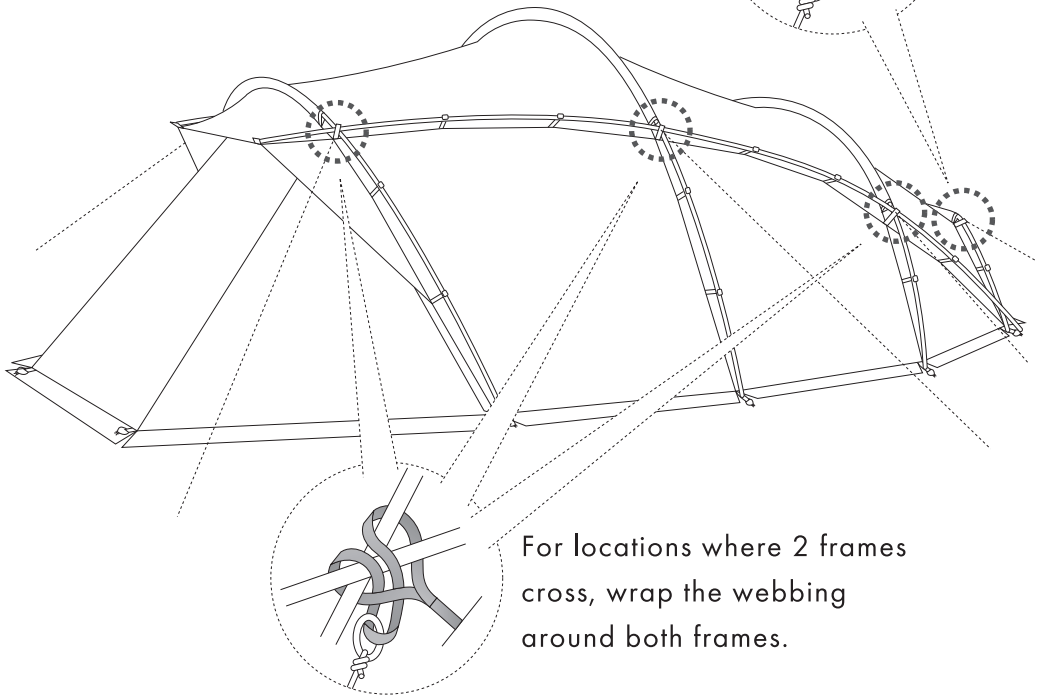 For locations where 2 frames
cross, wrap the webbing
around both frames.